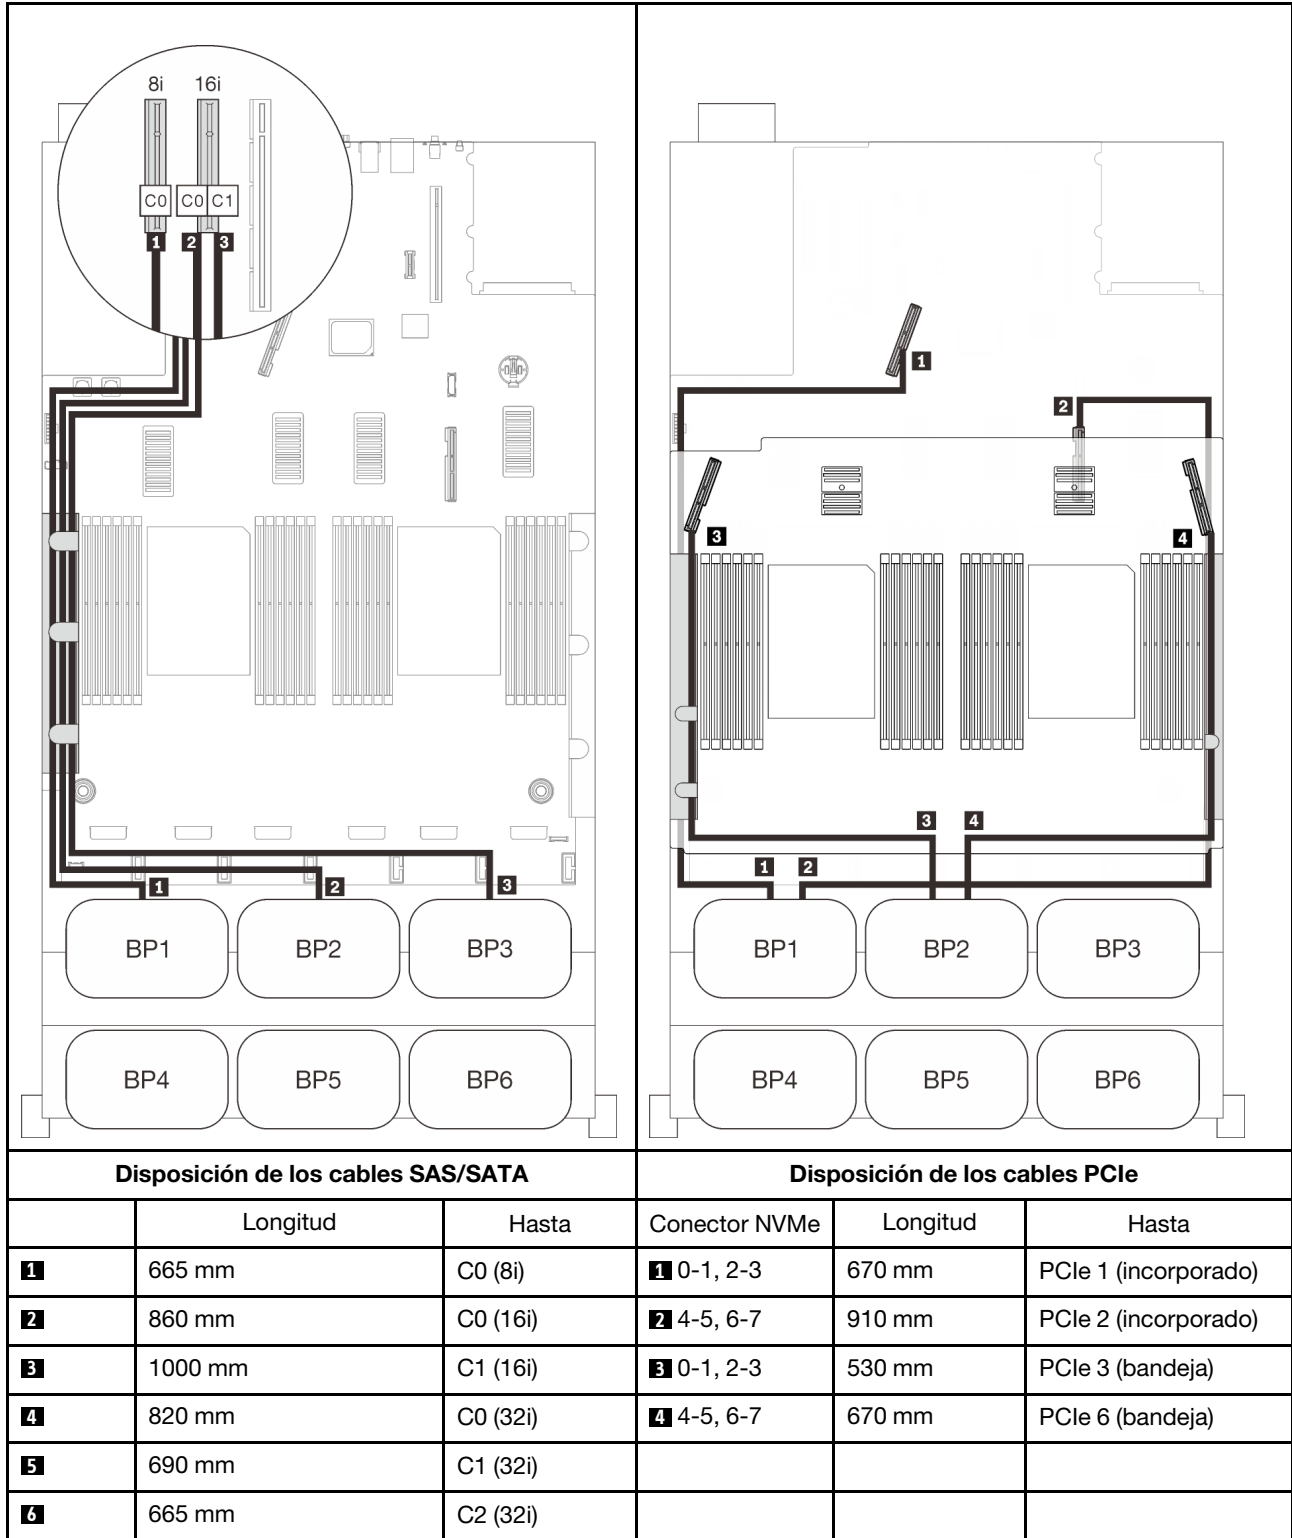 8i 16i
C0 C0 C1
1 2 3
1 2 3
BP1 BP2 BP3
BP4 BP5 BP6
1
2
3 4
3 4
1 2
BP1 BP2 BP3
BP4 BP5 BP6
Disposición de los cables SAS/SATA Disposición de los cables PCIe
Longitud Hasta Conector NVMe Longitud Hasta
1 665 mm C0 (8i) 1 0-1, 2-3 670 mm PCIe 1 (incorporado)
2 860 mm C0 (16i) 2 4-5, 6-7 910 mm PCIe 2 (incorporado)
3 1000 mm C1 (16i) 3 0-1, 2-3 530 mm PCIe 3 (bandeja)
4 820 mm C0 (32i) 4 4-5, 6-7 670 mm PCIe 6 (bandeja)
5 690 mm C1 (32i)
6 665 mm C2 (32i)